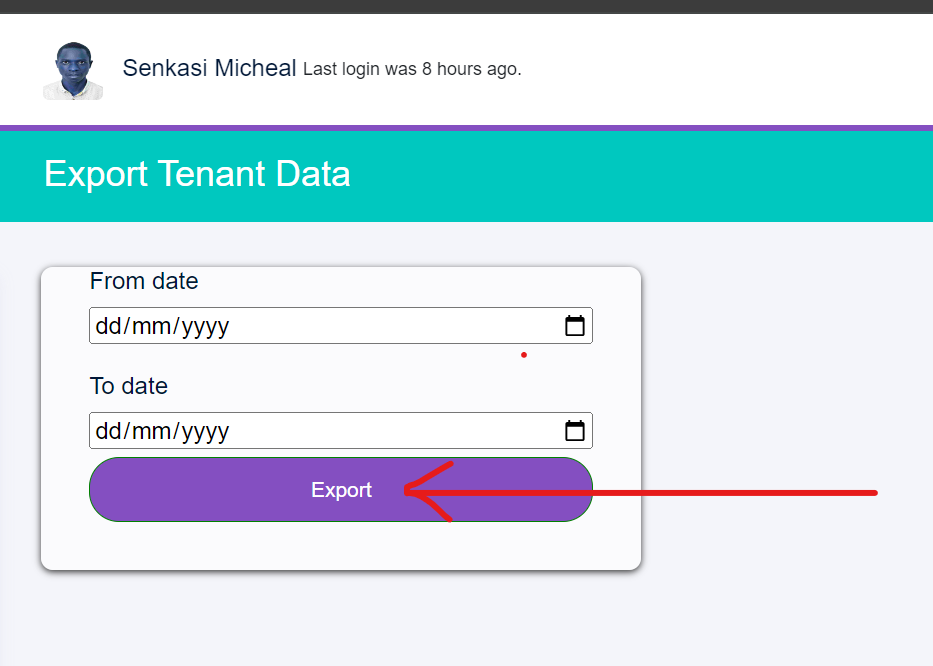 Senkasi Micheal Last login was 8 hours ago.
Export Tenant Data
From date
dd/mm/yyyy
To date
dd/mm/yyyy
Export